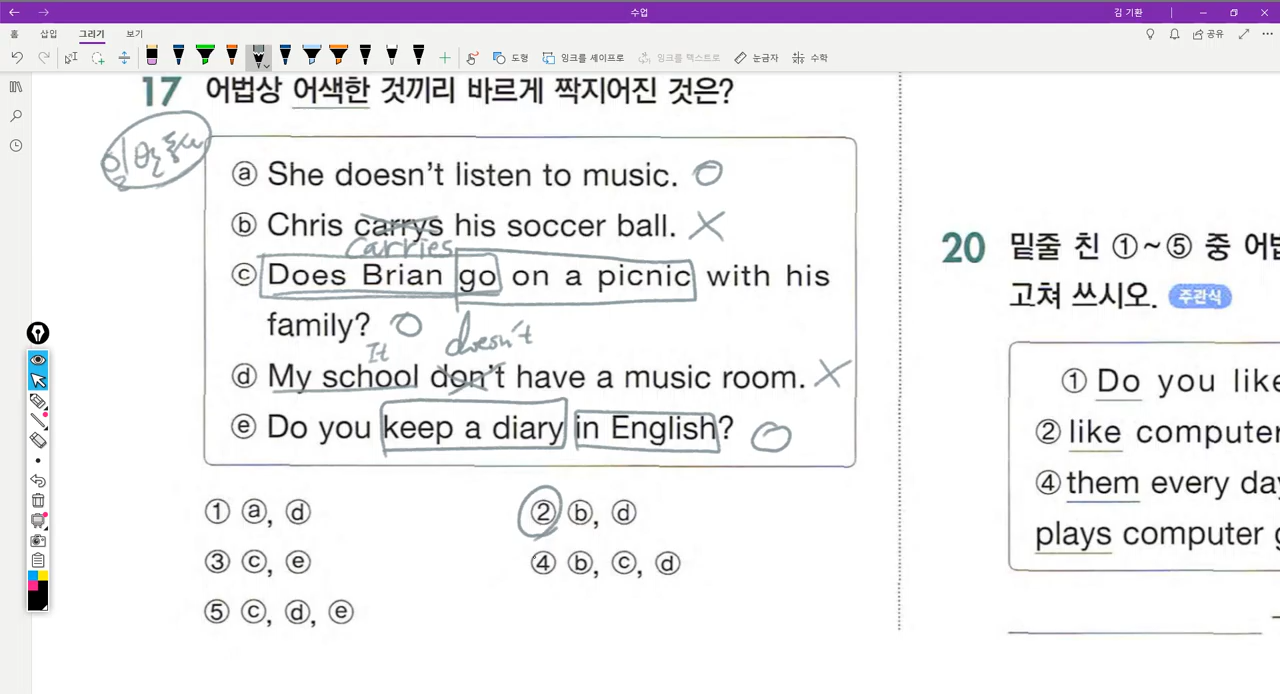 수업
김 기환
홈 삽입 그리기 보기
공유
도형 잉크를 셰이프로 잉크를 텍스트로 눈금자 수학
17 어법상 어색한 것끼리 바르게 짝지어진 것은?
일반동사
ⓐ She doesn't listen to music.
ⓑ Chris carrys his soccer ball.
carries
ⓒ Does Brian go on a picnic with his
family?
It doesn't
ⓓ My school don't have a music room.
ⓔ Do you keep a diary in English?
① ⓐ, ⓓ ② ⓑ, ⓓ
③ ⓒ, ⓔ ④ ⓑ, ⓒ, ⓓ
⑤ ⓒ, ⓓ, ⓔ
20 밑줄 친 ①~⑤ 중 어법
고쳐 쓰시오. 주관식
① Do you like
② like computer
④ them every day
plays computer g